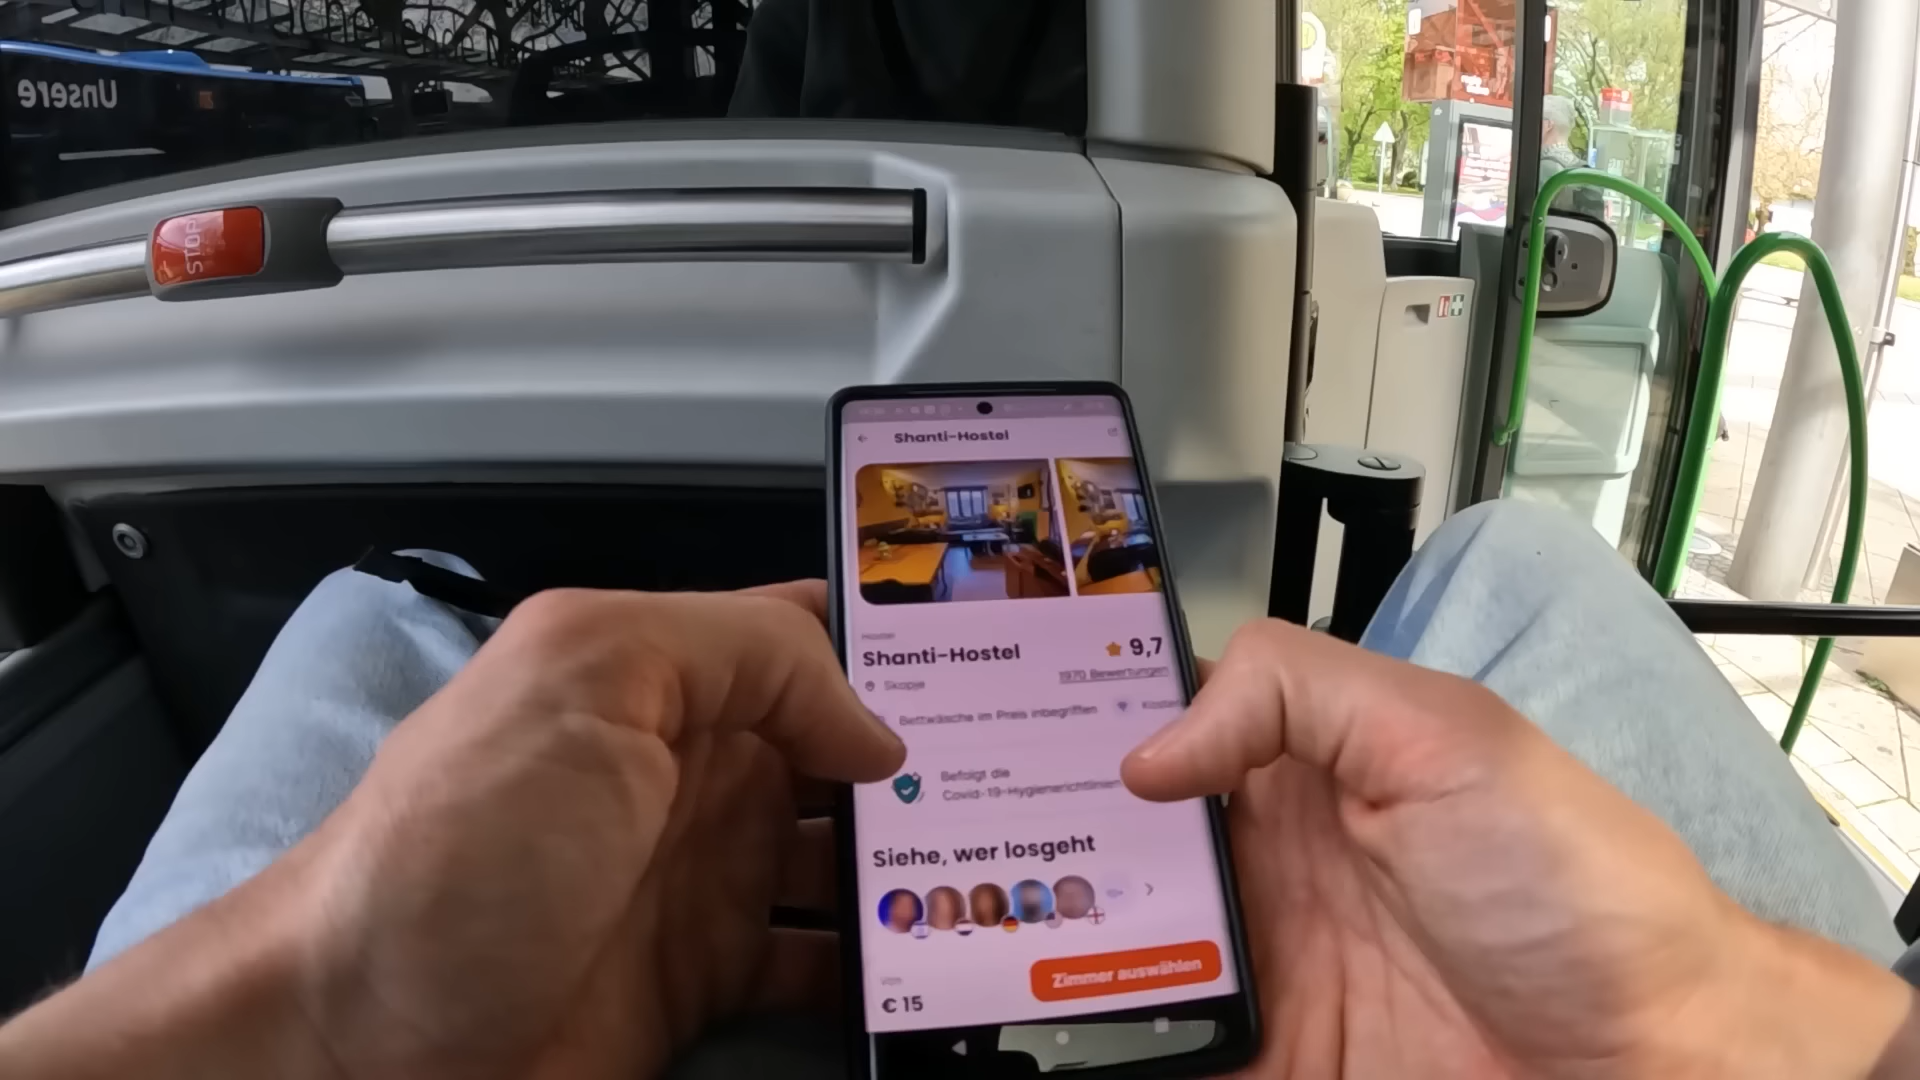 Unsere
STOP
Shanti-Hostel
Hostel
Shanti-Hostel
9,7
Skopje
1970 Bewertungen
Bettwäsche im Preis inbegriffen
Kosten
Befolgt die
Covid-19-Hygienerichtlinien
Siehe, wer losgeht
Von
€ 15
Zimmer auswählen